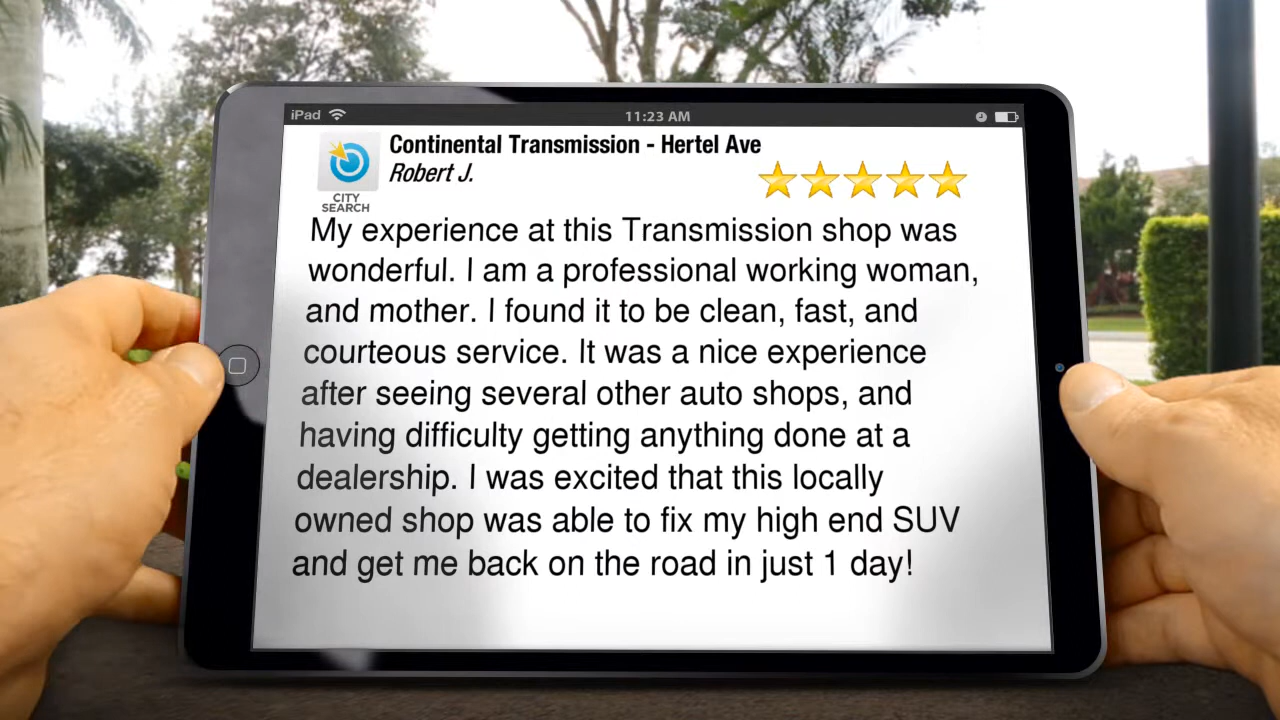 iPad
11:23 AM
Continental Transmission - Hertel Ave
Robert J.
CITY
SEARCH
My experience at this Transmission shop was
wonderful. I am a professional working woman,
and mother. I found it to be clean, fast, and
courteous service. It was a nice experience
after seeing several other auto shops, and
having difficulty getting anything done at a
dealership. I was excited that this locally
owned shop was able to fix my high end SUV
and get me back on the road in just 1 day!